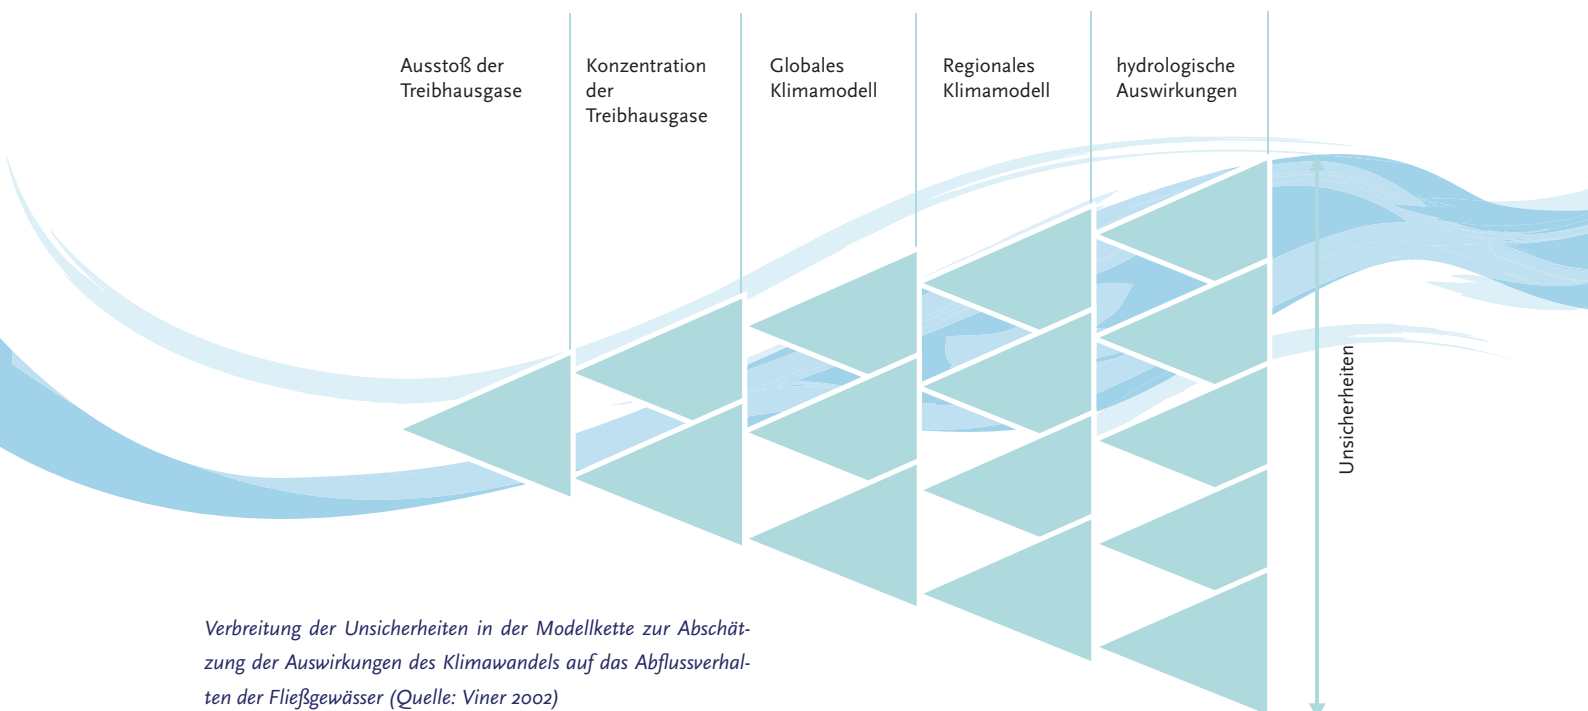 Ausstoß der
Treibhausgase
Konzentration
der
Treibhausgase
Globales
Klimamodell
Regionales
Klimamodell
hydrologische
Auswirkungen
Unsicherheiten
Verbreitung der Unsicherheiten in der Modellkette zur Abschät-
zung der Auswirkungen des Klimawandels auf das Abflussverhal-
ten der Fließgewässer (Quelle: Viner 2002)